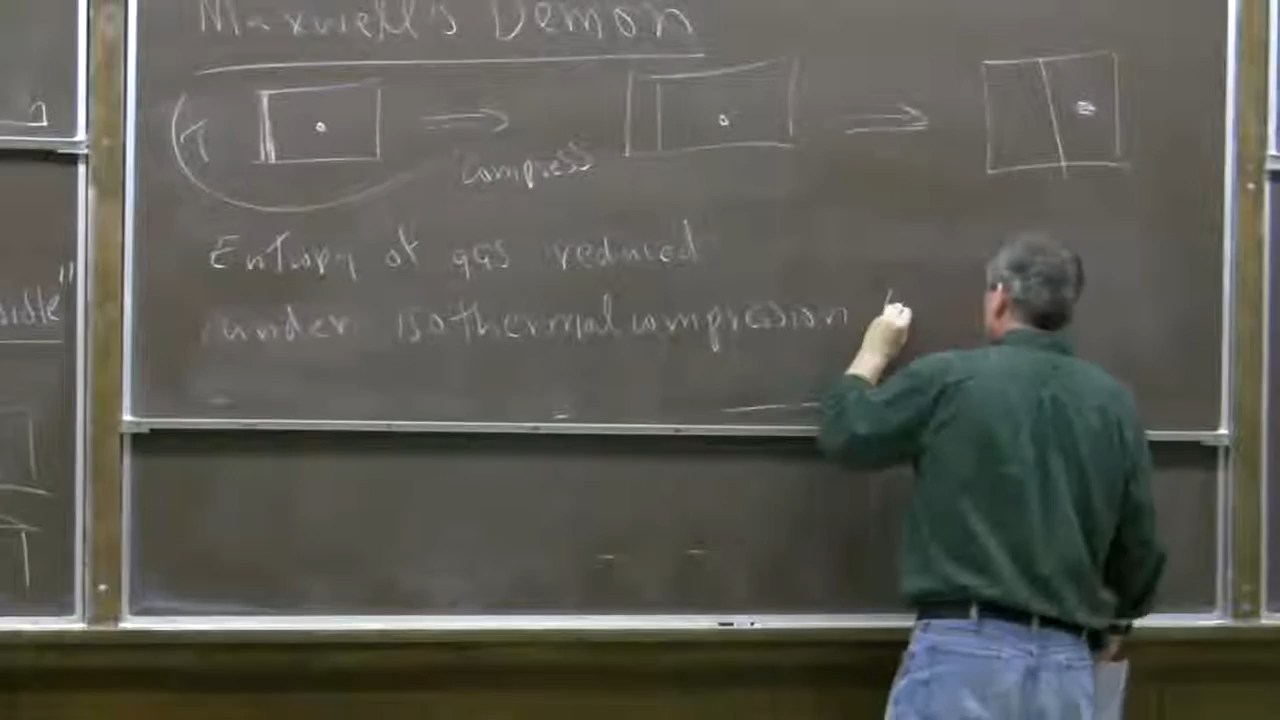 Maxwell's Demon
T
compress
Entropy of gas reduced
under isothermal compression